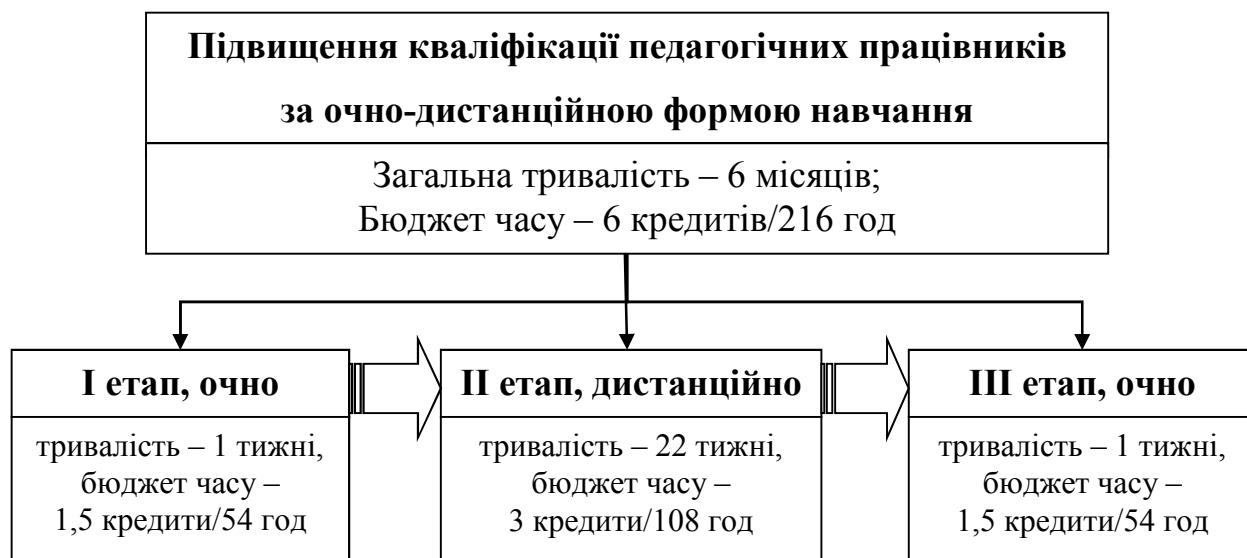 Підвищення кваліфікації педагогічних працівників
за очно-дистанційною формою навчання
Загальна тривалість – 6 місяців;
Бюджет часу – 6 кредитів/216 год
І етап, очно
тривалість – 1 тижні,
бюджет часу –
1,5 кредити/54 год
ІІ етап, дистанційно
тривалість – 22 тижні,
бюджет часу –
3 кредити/108 год
ІІІ етап, очно
тривалість – 1 тижні,
бюджет часу –
1,5 кредити/54 год